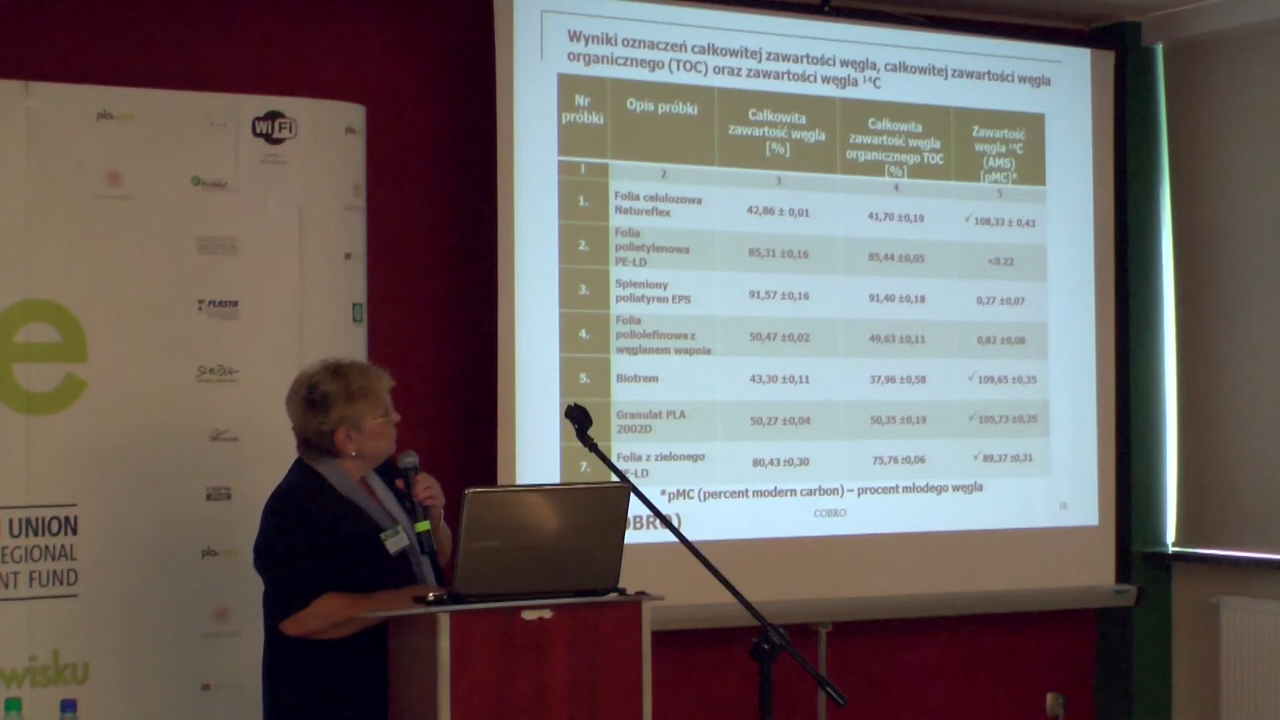 Wyniki oznaczeń całkowitej zawartości węgla, całkowitej zawartości węgla
organicznego (TOC) oraz zawartości węgla ¹⁴C
Nr
próbki
Opis próbki
Całkowita
zawartość węgla
[%]
Całkowita
zawartość węgla
organicznego TOC
[%]
Zawartość
węgla ¹⁴C
(AMS)
[pMC]*
1 2 3 4 5
1. Folia celulozowa
Natureflex
42,86 ± 0,01 41,70 ±0,19 ✓108,33 ± 0,43
2. Folia
polietylenowa
PE-LD
85,31 ±0,16 85,44 ±0,05 <0.22
3. Spieniony
polistyren EPS
91,57 ±0,16 91,40 ±0,18 0,27 ±0,07
4. Folia
poliolefinowa z
węglanem wapnia
50,47 ±0,02 49,63 ±0,11 0,82 ±0,08
5. Biotrem 43,30 ±0,11 37,96 ±0,58 ✓109,65 ±0,35
Granulat PLA
2002D
50,27 ±0,04 50,35 ±0,19 ✓105,73 ±0,35
7. Folia z zielonego
PE-LD
80,43 ±0,30 75,76 ±0,06 ✓89,37 ±0,31
*pMC (percent modern carbon) – procent młodego węgla
COBRO
18
OBRO)
WiFi
PLASTA
e
UNION
EGIONAL
NT FUND
wisku